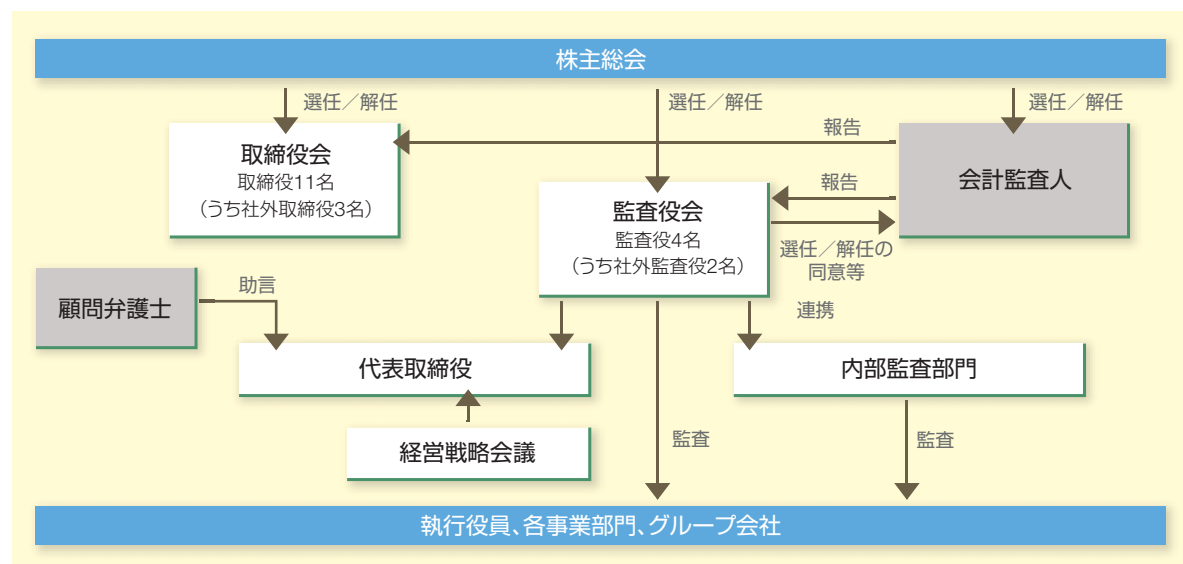 株主総会
選任／解任
選任／解任
選任／解任
取締役会
取締役11名
（うち社外取締役3名）
報告
会計監査人
報告
監査役会
監査役4名
（うち社外監査役2名）
選任／解任の
同意等
顧問弁護士
助言
連携
代表取締役
内部監査部門
経営戦略会議
監査
監査
執行役員、各事業部門、グループ会社